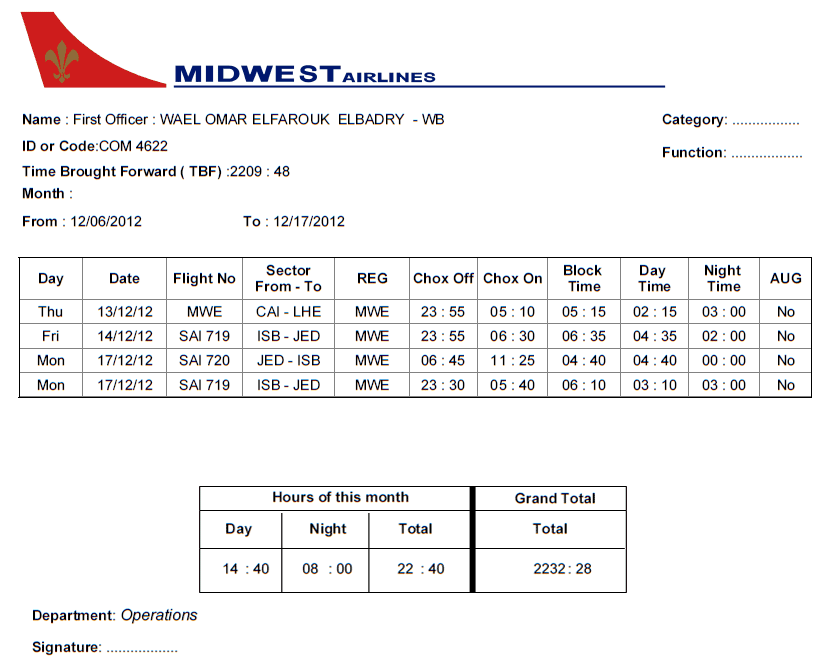 MIDWEST AIRLINES
Name : First Officer : WAEL OMAR ELFAROUK ELBADRY - WB
Category: .................
ID or Code:COM 4622
Function: ..................
Time Brought Forward ( TBF) :2209 : 48
Month :
From : 12/06/2012 To : 12/17/2012
Day Date Flight No Sector From - To REG Chox Off Chox On Block Time Day Time Night Time AUG
Thu 13/12/12 MWE CAI - LHE MWE 23 : 55 05 : 10 05 : 15 02 : 15 03 : 00 No
Fri 14/12/12 SAI 719 ISB - JED MWE 23 : 55 06 : 30 06 : 35 04 : 35 02 : 00 No
Mon 17/12/12 SAI 720 JED - ISB MWE 06 : 45 11 : 25 04 : 40 04 : 40 00 : 00 No
Mon 17/12/12 SAI 719 ISB - JED MWE 23 : 30 05 : 40 06 : 10 03 : 10 03 : 00 No
Hours of this month Grand Total
Day Night Total Total
14 : 40 08 : 00 22 : 40 2232 : 28
Department: Operations
Signature: ..................